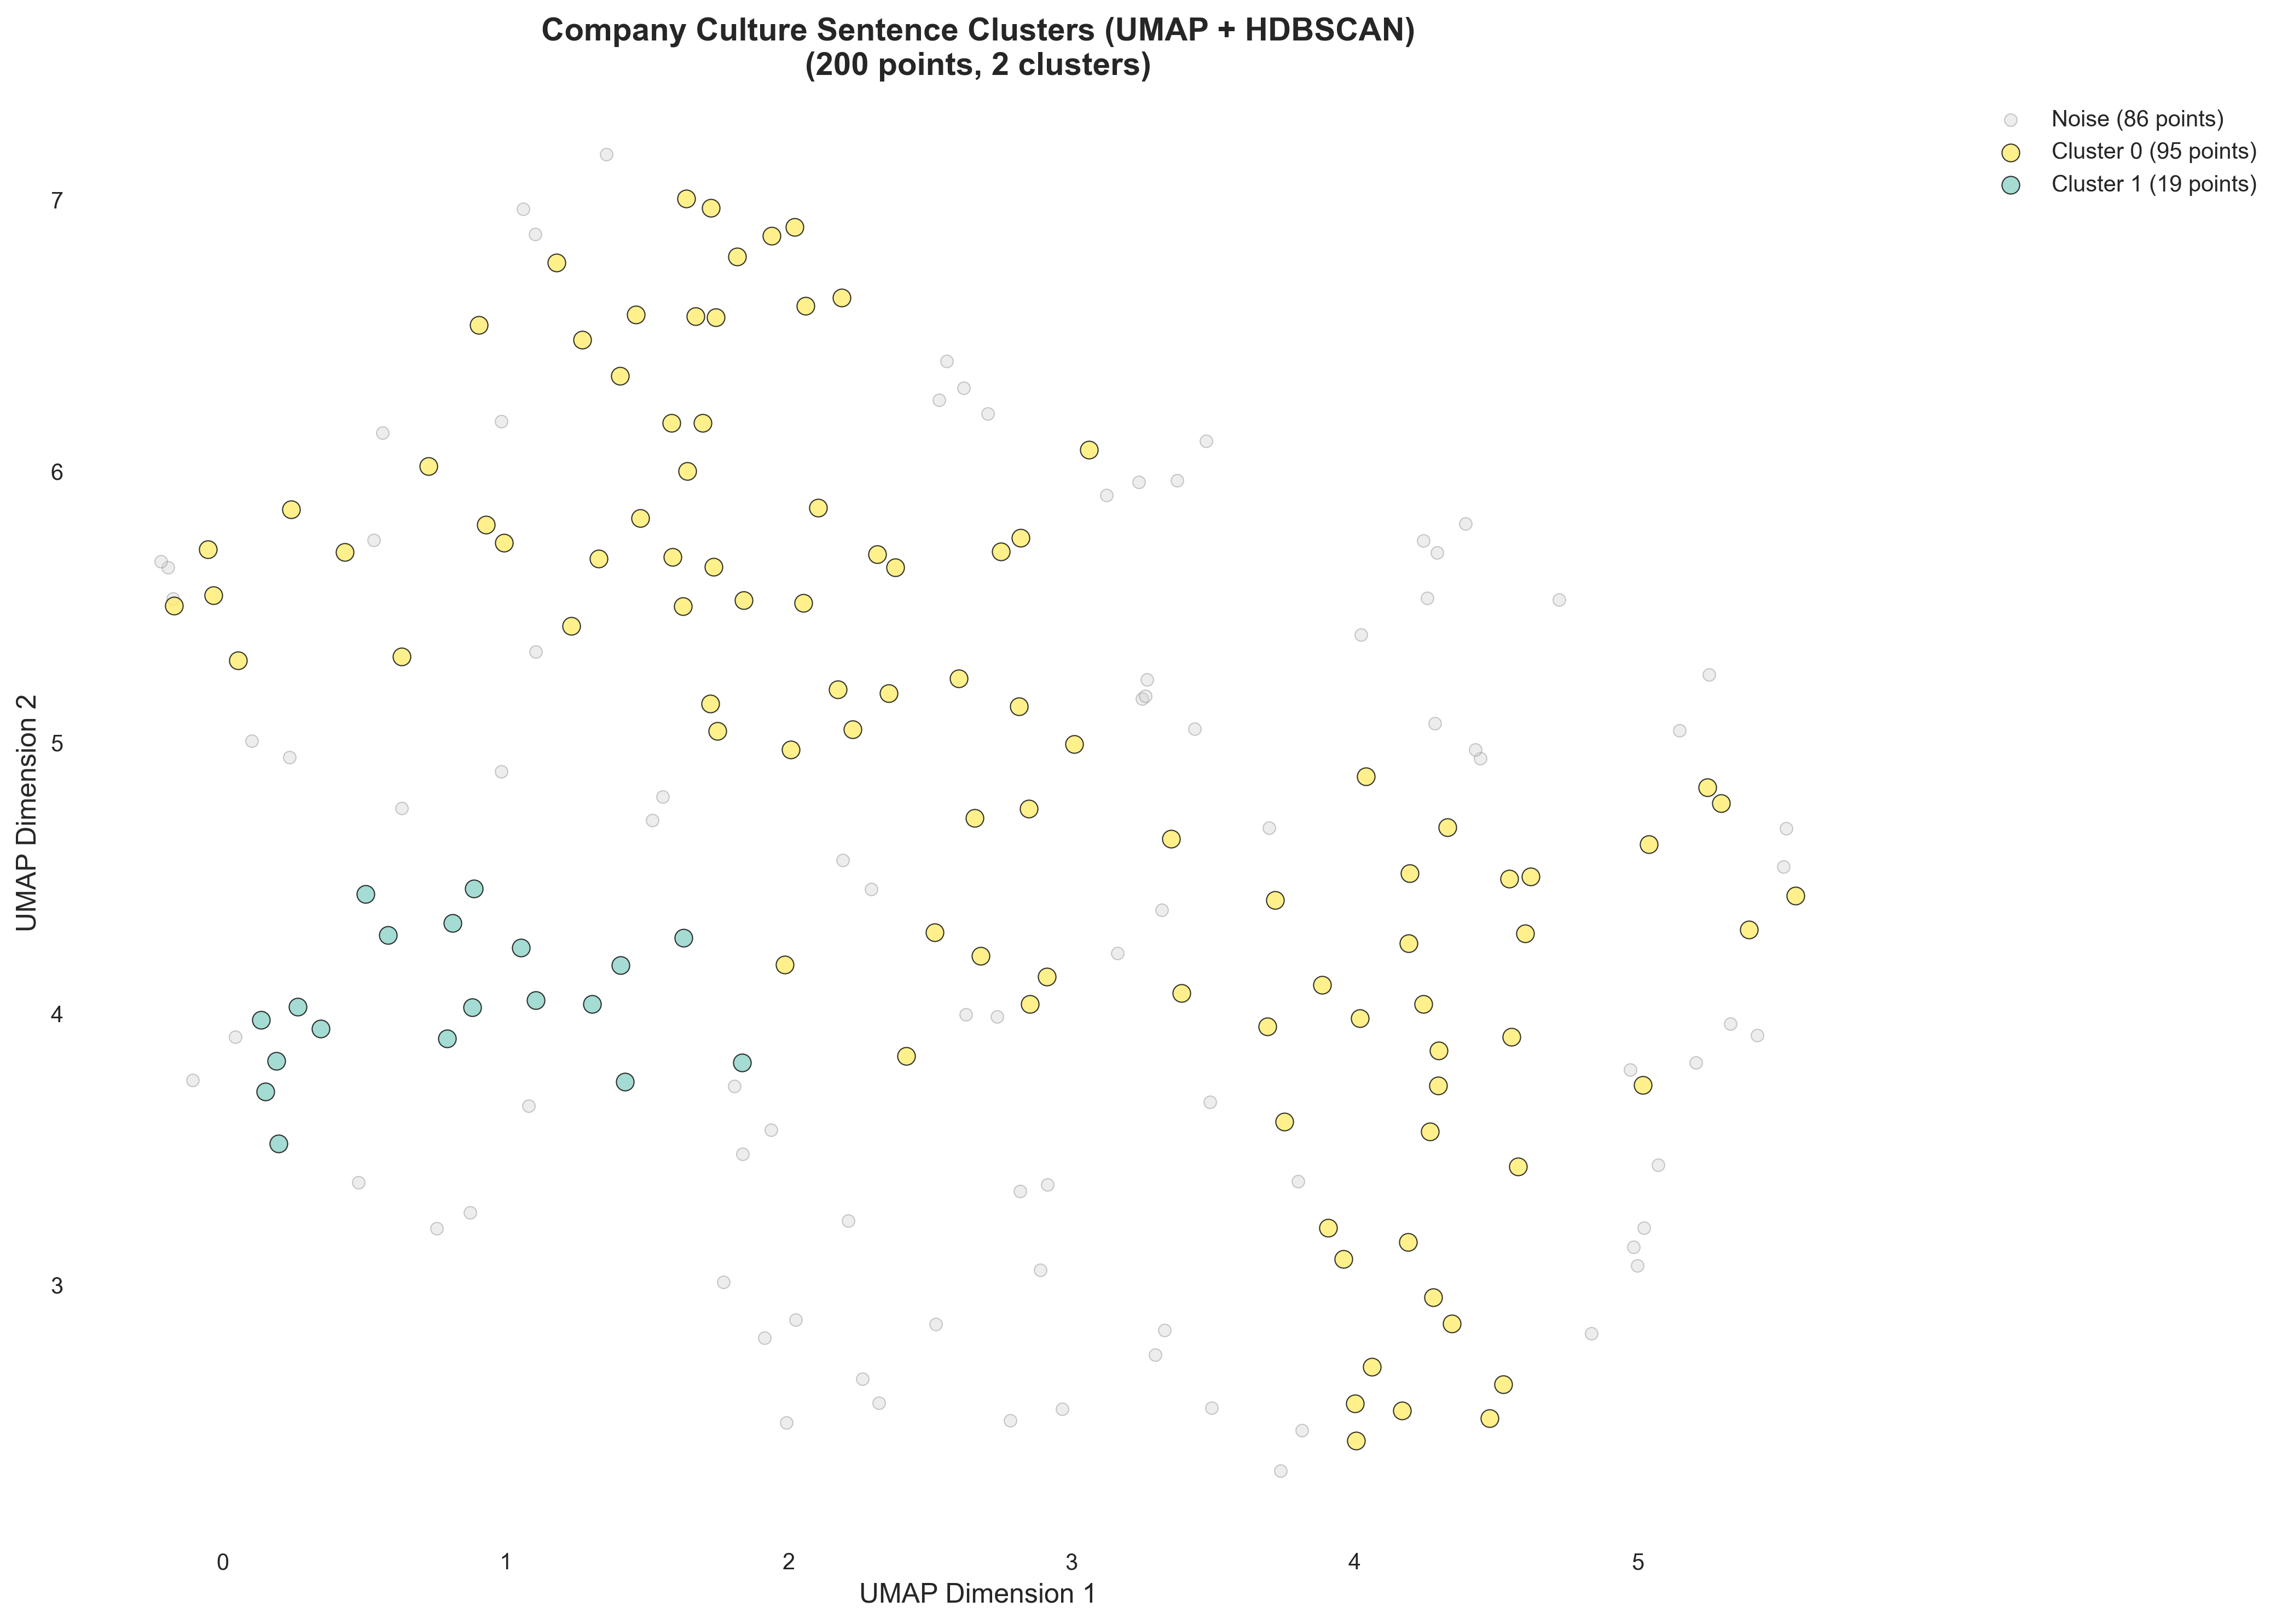 Company Culture Sentence Clusters (UMAP + HDBSCAN)
(200 points, 2 clusters)
Noise (86 points)
Cluster 0 (95 points)
Cluster 1 (19 points)
7
6
5
4
3
UMAP Dimension 2
0 1 2 3 4 5
UMAP Dimension 1